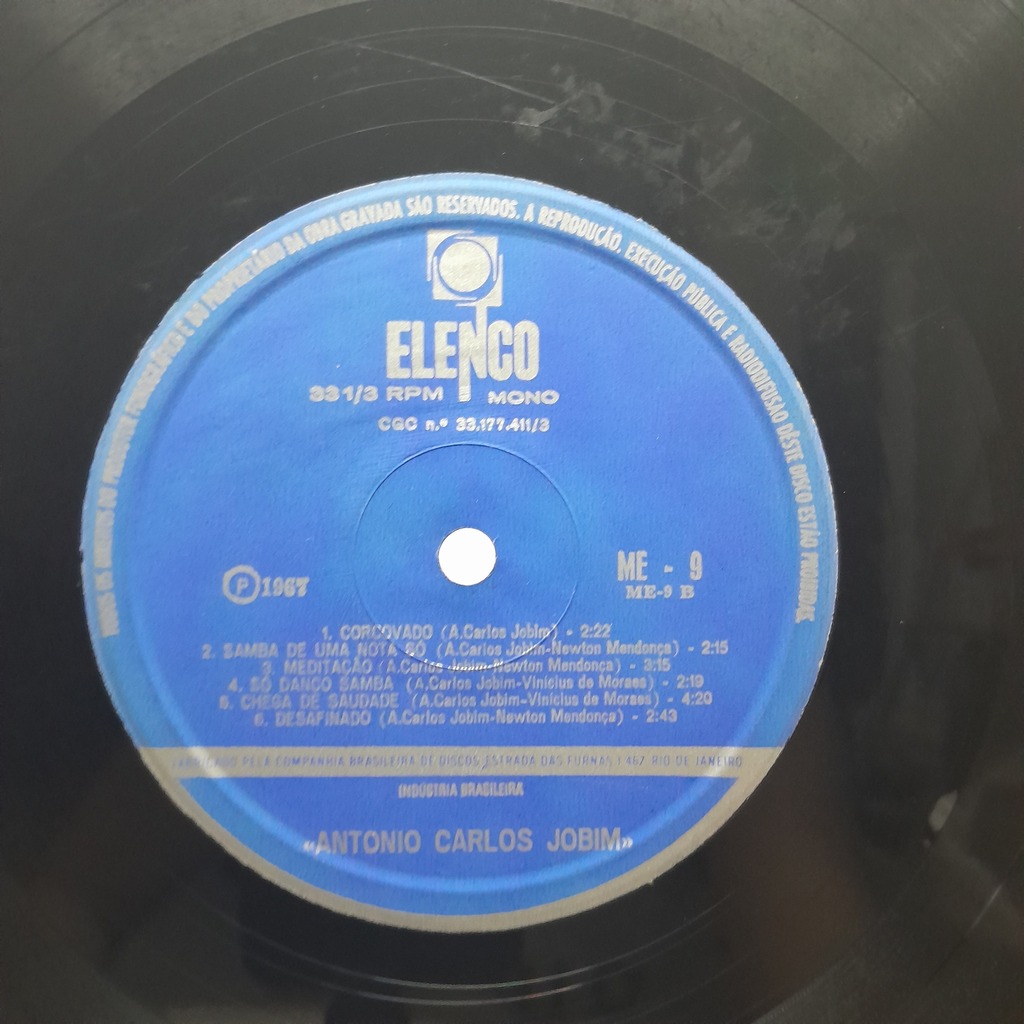 TODOS OS DIREITOS DO PRODUTOR FONOGRÁFICO E DO PROPRIETÁRIO DA OBRA GRAVADA SÃO RESERVADOS. A REPRODUÇÃO, EXECUÇÃO PÚBLICA E RADIODIFUSÃO DÊSTE DISCO ESTÃO PROIBIDAS
ELENCO
33 1/3 RPM MONO
CGC n.º 33.177.411/3
ME - 9
Ⓟ 1967 ME-9 B
1. CORCOVADO (A.Carlos Jobim) - 2:22
2. SAMBA DE UMA NOTA SÓ (A.Carlos Jobim-Newton Mendonça) - 2:15
3. MEDITAÇÃO (A.Carlos Jobim-Newton Mendonça) - 3:15
4. SÓ DANÇO SAMBA (A.Carlos Jobim-Vinicius de Moraes) - 2:19
5. CHEGA DE SAUDADE (A.Carlos Jobim-Vinicius de Moraes) - 4:20
6. DESAFINADO (A.Carlos Jobim-Newton Mendonça) - 2:43
FABRICADO PELA COMPANHIA BRASILEIRA DE DISCOS, ESTRADA DAS FURNAS 1.467 RIO DE JANEIRO
INDÚSTRIA BRASILEIRA
«ANTONIO CARLOS JOBIM»